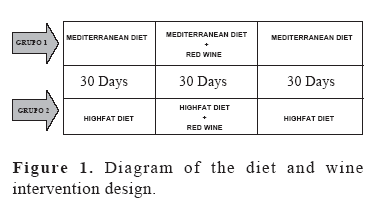 GRUPO 1
MEDITERRANEAN DIET
MEDITERRANEAN DIET
+
RED WINE
MEDITERRANEAN DIET
30 Days
30 Days
30 Days
GRUPO 2
HIGHFAT DIET
HIGHFAT DIET
+
RED WINE
HIGHFAT DIET
Figure 1. Diagram of the diet and wine
intervention design.